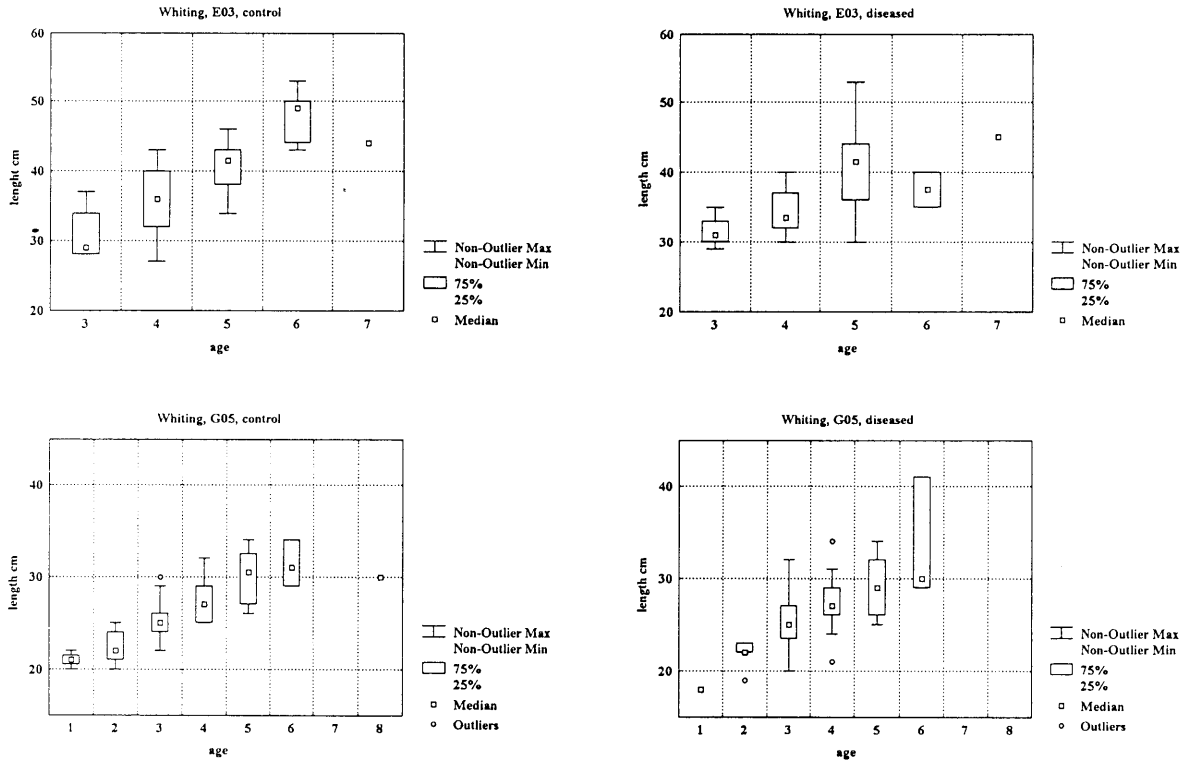 Whiting, E03, control
60
50
40
30
20
lenght cm
3 4 5 6 7
age
Non-Outlier Max
Non-Outlier Min
75%
25%
Median
Whiting, E03, diseased
60
50
40
30
20
length cm
3 4 5 6 7
age
Non-Outlier Max
Non-Outlier Min
75%
25%
Median
Whiting, G05, control
40
30
20
length cm
1 2 3 4 5 6 7 8
age
Non-Outlier Max
Non-Outlier Min
75%
25%
Median
Outliers
Whiting, G05, diseased
40
30
20
length cm
1 2 3 4 5 6 7 8
age
Non-Outlier Max
Non-Outlier Min
75%
25%
Median
Outliers